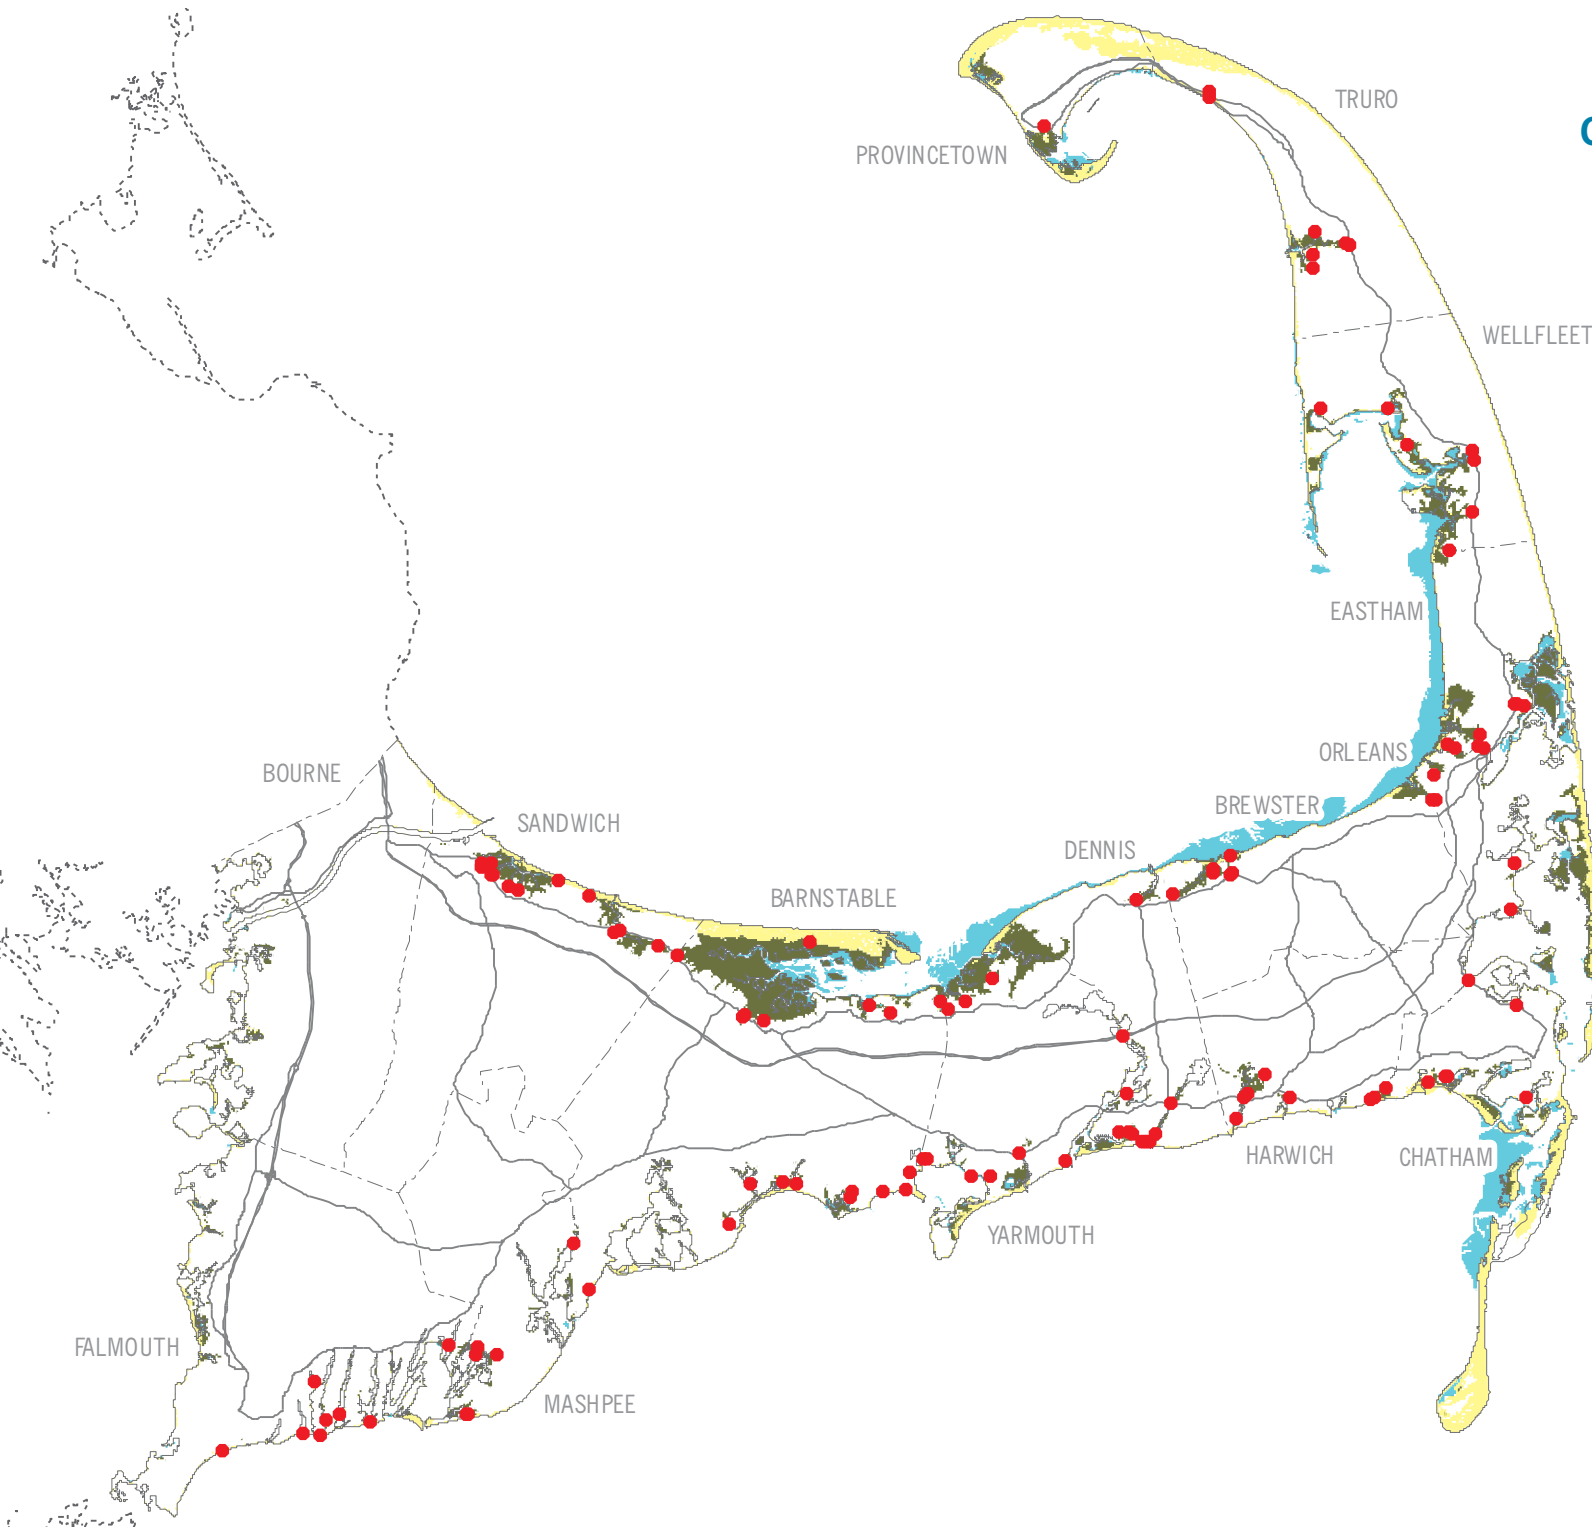 TRURO
C
PROVINCETOWN
WELLFLEET
EASTHAM
ORLEANS
BOURNE
BREWSTER
SANDWICH
DENNIS
BARNSTABLE
HARWICH
CHATHAM
YARMOUTH
FALMOUTH
MASHPEE